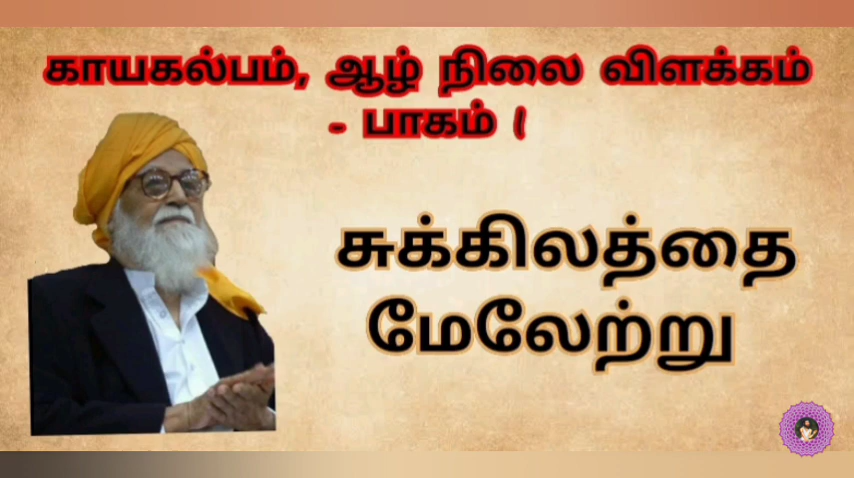 காயகல்பம், ஆழ் நிலை விளக்கம்
- பாகம் 1
சுக்கிலத்தை
மேலேற்று